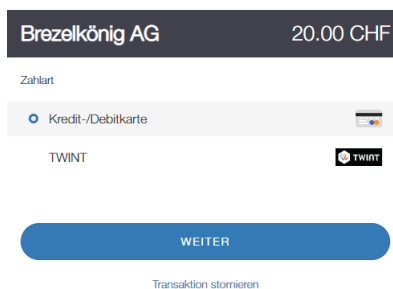 Brezelkönig AG 20.00 CHF
Zahlart
Kredit-/Debitkarte
TWINT TWINT
WEITER
Transaktion stornieren